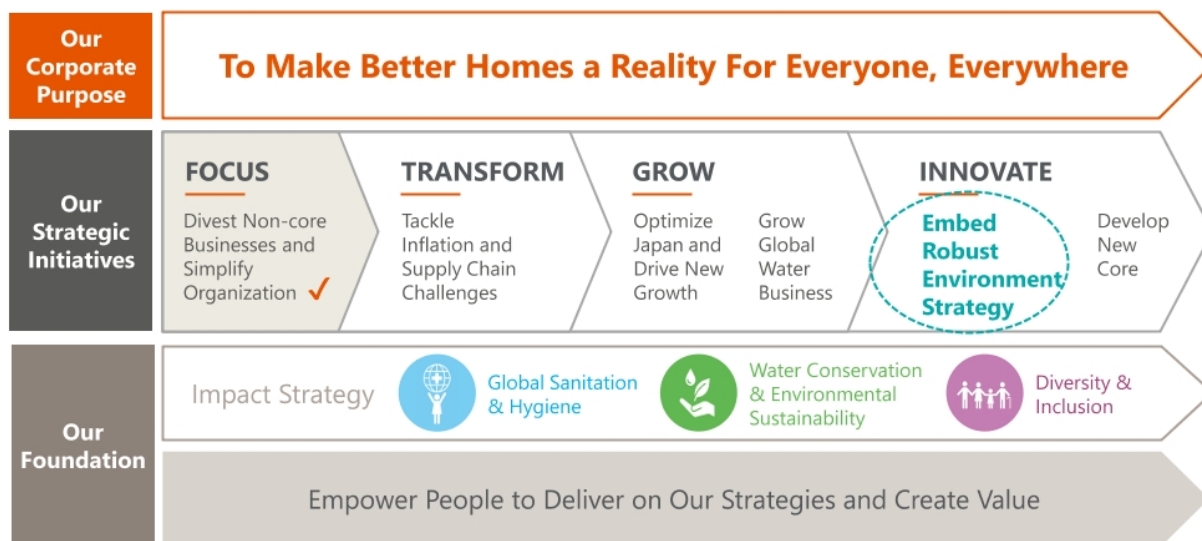 Our
Corporate
Purpose
To Make Better Homes a Reality For Everyone, Everywhere
Our
Strategic
Initiatives
FOCUS
Divest Non-core
Businesses and
Simplify
Organization ✓
TRANSFORM
Tackle
Inflation and
Supply Chain
Challenges
GROW
Optimize
Japan and
Drive New
Growth
Grow
Global
Water
Business
INNOVATE
Embed
Robust
Environment
Strategy
Develop
New
Core
Our
Foundation
Impact Strategy
Global Sanitation
& Hygiene
Water Conservation
& Environmental
Sustainability
Diversity &
Inclusion
Empower People to Deliver on Our Strategies and Create Value